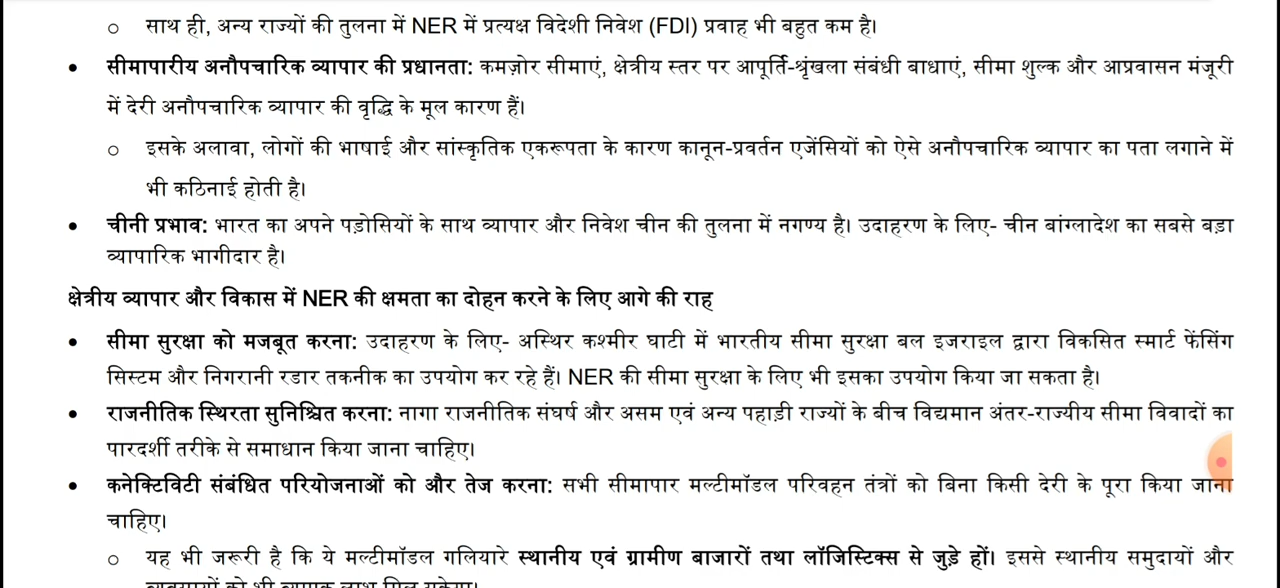 साथ ही, अन्य राज्यों की तुलना में NER में प्रत्यक्ष विदेशी निवेश (FDI) प्रवाह भी बहुत कम है।
सीमापारीय अनौपचारिक व्यापार की प्रधानता: कमज़ोर सीमाएं, क्षेत्रीय स्तर पर आपूर्ति-श्रृंखला संबंधी बाधाएं, सीमा शुल्क और आप्रवासन मंजूरी
में देरी अनौपचारिक व्यापार की वृद्धि के मूल कारण हैं।
इसके अलावा, लोगों की भाषाई और सांस्कृतिक एकरूपता के कारण कानून-प्रवर्तन एजेंसियों को ऐसे अनौपचारिक व्यापार का पता लगाने में
भी कठिनाई होती है।
चीनी प्रभाव: भारत का अपने पड़ोसियों के साथ व्यापार और निवेश चीन की तुलना में नगण्य है। उदाहरण के लिए- चीन बांग्लादेश का सबसे बड़ा
व्यापारिक भागीदार है।
क्षेत्रीय व्यापार और विकास में NER की क्षमता का दोहन करने के लिए आगे की राह
सीमा सुरक्षा को मजबूत करना: उदाहरण के लिए- अस्थिर कश्मीर घाटी में भारतीय सीमा सुरक्षा बल इजराइल द्वारा विकसित स्मार्ट फेंसिंग
सिस्टम और निगरानी रडार तकनीक का उपयोग कर रहे हैं। NER की सीमा सुरक्षा के लिए भी इसका उपयोग किया जा सकता है।
राजनीतिक स्थिरता सुनिश्चित करना: नागा राजनीतिक संघर्ष और असम एवं अन्य पहाड़ी राज्यों के बीच विद्यमान अंतर-राज्यीय सीमा विवादों का
पारदर्शी तरीके से समाधान किया जाना चाहिए।
कनेक्टिविटी संबंधित परियोजनाओं को और तेज करना: सभी सीमापार मल्टीमॉडल परिवहन तंत्रों को बिना किसी देरी के पूरा किया जाना
चाहिए।
यह भी जरूरी है कि ये मल्टीमॉडल गलियारे स्थानीय एवं ग्रामीण बाजारों तथा लॉजिस्टिक्स से जुड़े हों। इससे स्थानीय समुदायों और